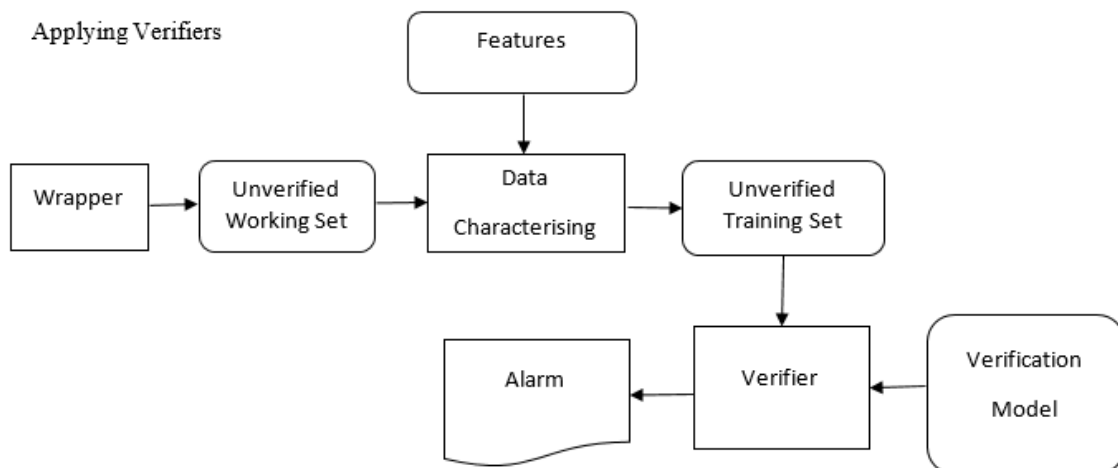 Applying Verifiers
Features
Wrapper
Unverified
Working Set
Data
Characterising
Unverified
Training Set
Alarm
Verifier
Verification
Model